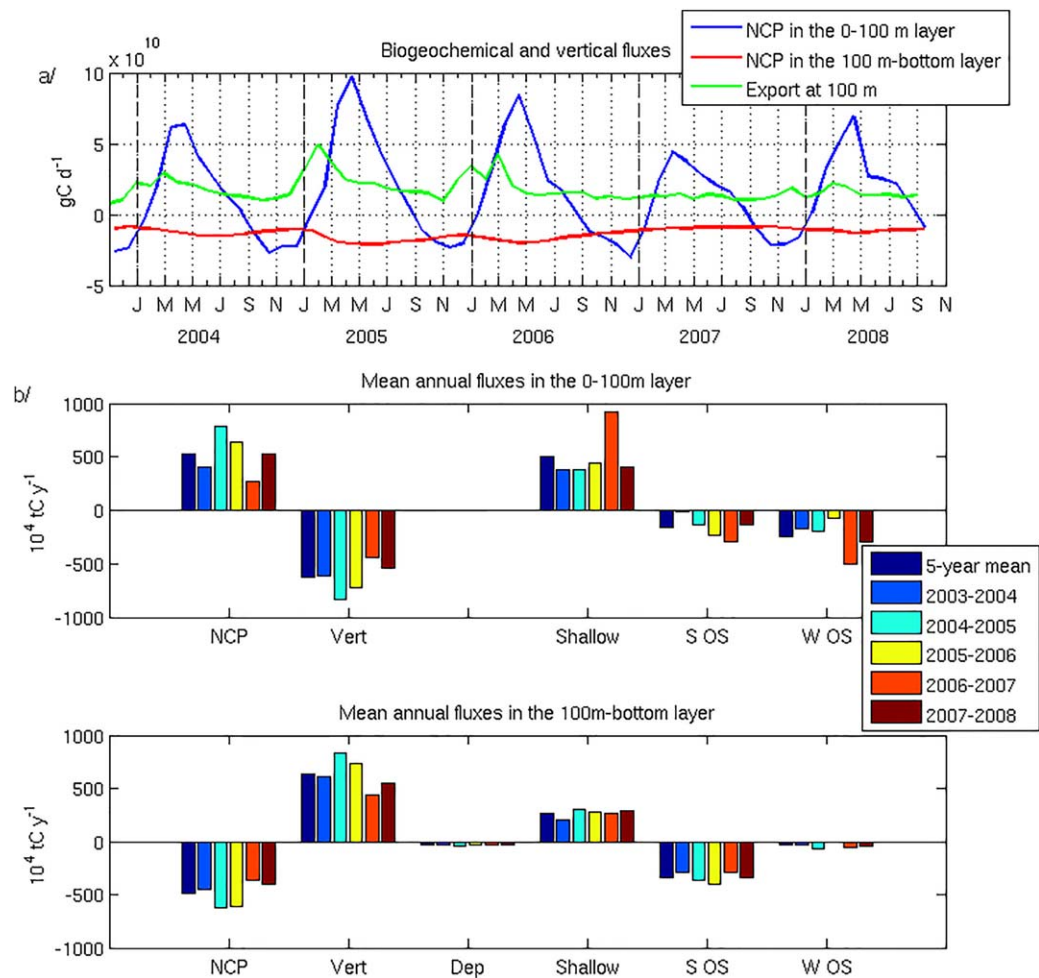 NCP in the 0-100 m layer
NCP in the 100 m-bottom layer
Export at 100 m
x 10^10
Biogeochemical and vertical fluxes
a/
10
5
0
-5
gC d^-1
J M M J S N J M M J S N J M M J S N J M M J S N J M M J S N
2004 2005 2006 2007 2008
b/
Mean annual fluxes in the 0-100m layer
1000
500
0
-500
-1000
10^4 tC y^-1
NCP Vert Shallow S OS W OS
5-year mean
2003-2004
2004-2005
2005-2006
2006-2007
2007-2008
Mean annual fluxes in the 100m-bottom layer
1000
500
0
-500
-1000
10^4 tC y^-1
NCP Vert Dep Shallow S OS W OS